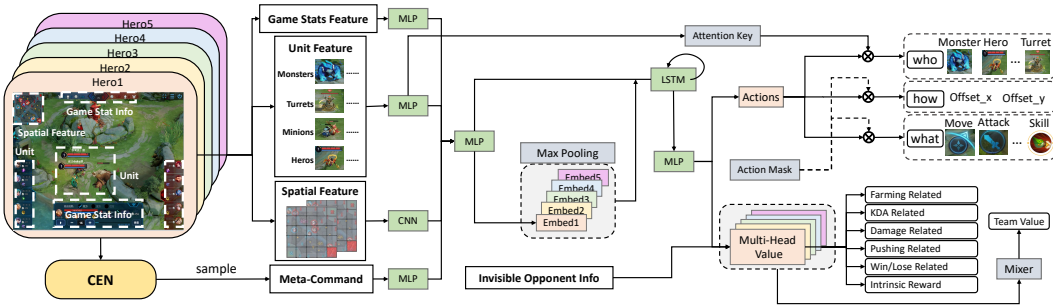 Hero5
Hero4
Hero3
Hero2
Hero1
Game Stat Info
Spatial Feature
Unit
Unit
Game Stat Info
CEN
sample
Game Stats Feature
Unit Feature
Monsters
......
Turrets
......
Minions
......
Heros
......
Spatial Feature
Meta-Command
MLP
MLP
CNN
MLP
MLP
Max Pooling
Embed5
Embed4
Embed3
Embed2
Embed1
Invisible Opponent Info
Attention Key
LSTM
MLP
Actions
Action Mask
Multi-Head
Value
who
Monster Hero Turret
...
how
Offset_x Offset_y
what
Move Attack Skill
...
Farming Related
KDA Related
Damage Related
Pushing Related
Win/Lose Related
Intrinsic Reward
Team Value
Mixer